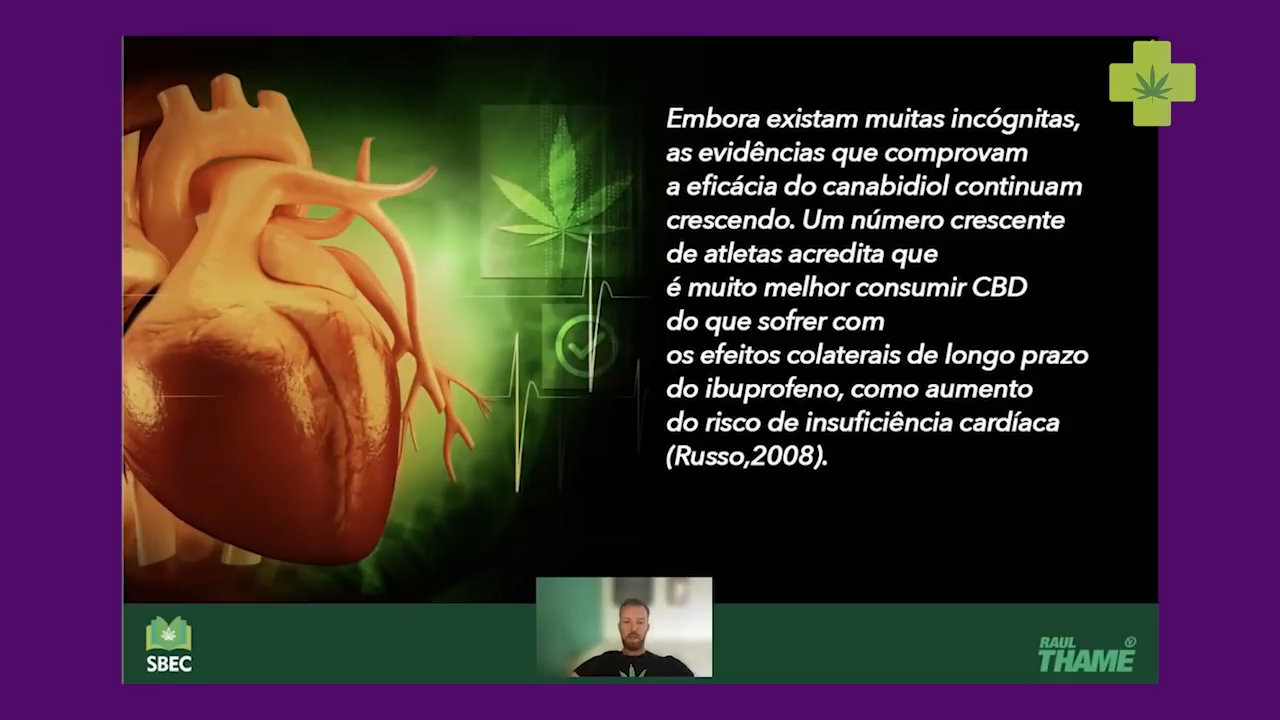 Embora existam muitas incógnitas,
as evidências que comprovam
a eficácia do canabidiol continuam
crescendo. Um número crescente
de atletas acredita que
é muito melhor consumir CBD
do que sofrer com
os efeitos colaterais de longo prazo
do ibuprofeno, como aumento
do risco de insuficiência cardíaca
(Russo,2008).
SBEC
RAUL
THAME